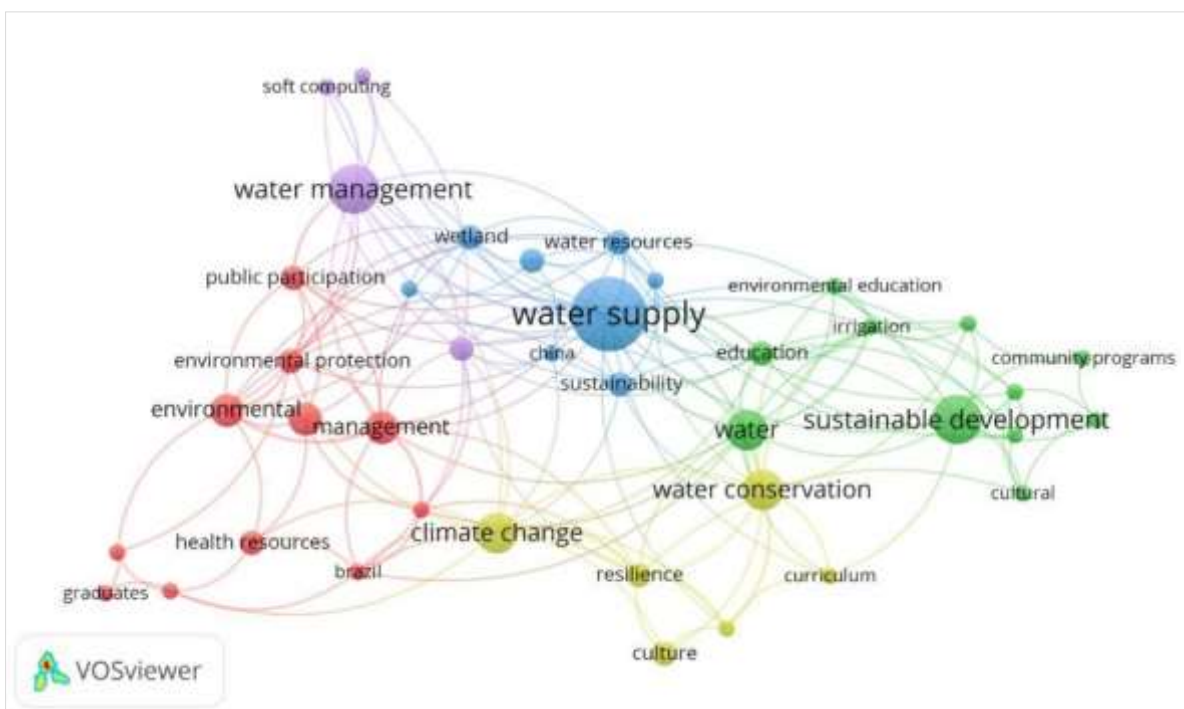 soft computing
water management
wetland
water resources
public participation
environmental education
water supply
irrigation
environmental protection
china
education
community programs
sustainability
environmental
management
water
sustainable development
water conservation
cultural
climate change
health resources
brazil
resilience
curriculum
graduates
culture
VOSviewer